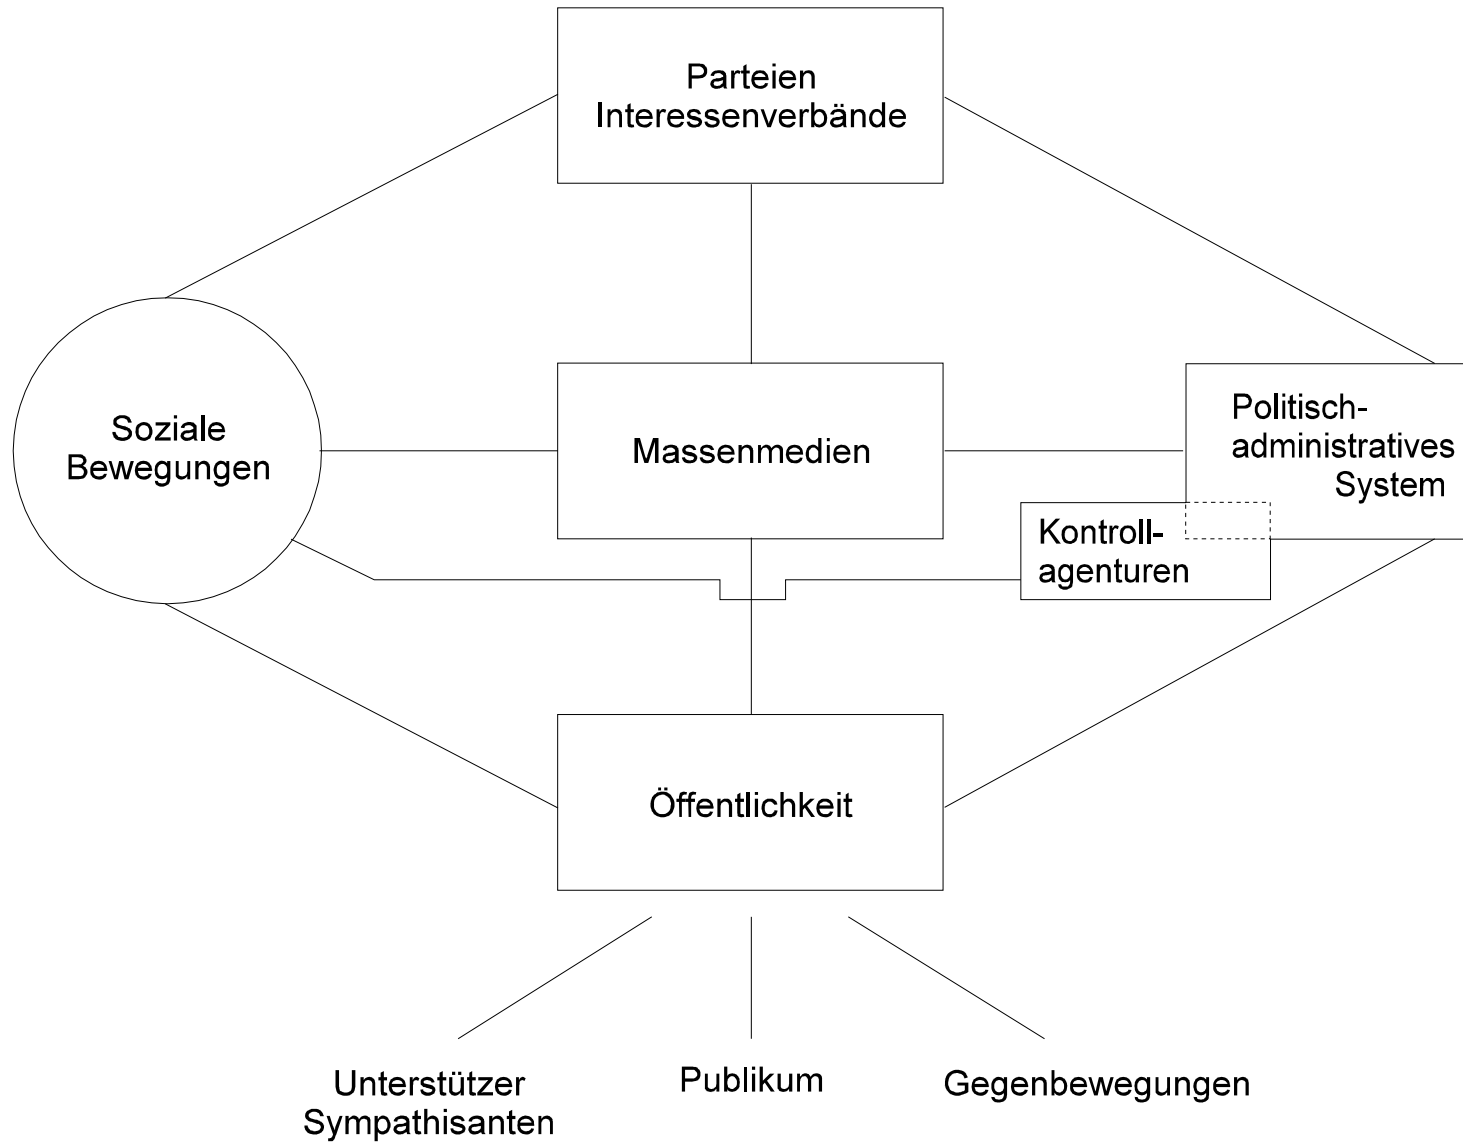 Parteien
Interessenverbände
Soziale
Bewegungen
Massenmedien
Politisch-
administratives
System
Kontroll-
agenturen
Öffentlichkeit
Unterstützer
Sympathisanten
Publikum
Gegenbewegungen